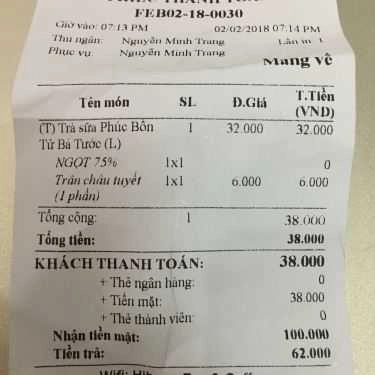 PHIẾU THANH TOÁN
FEB02-18-0030
Giờ vào: 07:13 PM 02/02/2018 07:14 PM
Thu ngân: Nguyễn Minh Trang Lần in: 1
Phục vụ: Nguyễn Minh Trang
Mang về
Tên món SL Đ.Giá T.Tiền (VND)
(T) Trà sữa Phúc Bồn 1 32.000 32.000
Tử Bá Tước (L)
NGỌT 75% 1x1 0
Trân châu tuyết 1x1 6.000 6.000
(1 phần)
Tổng cộng: 1 38.000
Tổng tiền: 38.000
KHÁCH THANH TOÁN: 38.000
+ Thẻ ngân hàng: 0
+ Tiền mặt: 38.000
+ Thẻ thành viên: 0
Nhận tiền mặt: 100.000
Tiền trả: 62.000